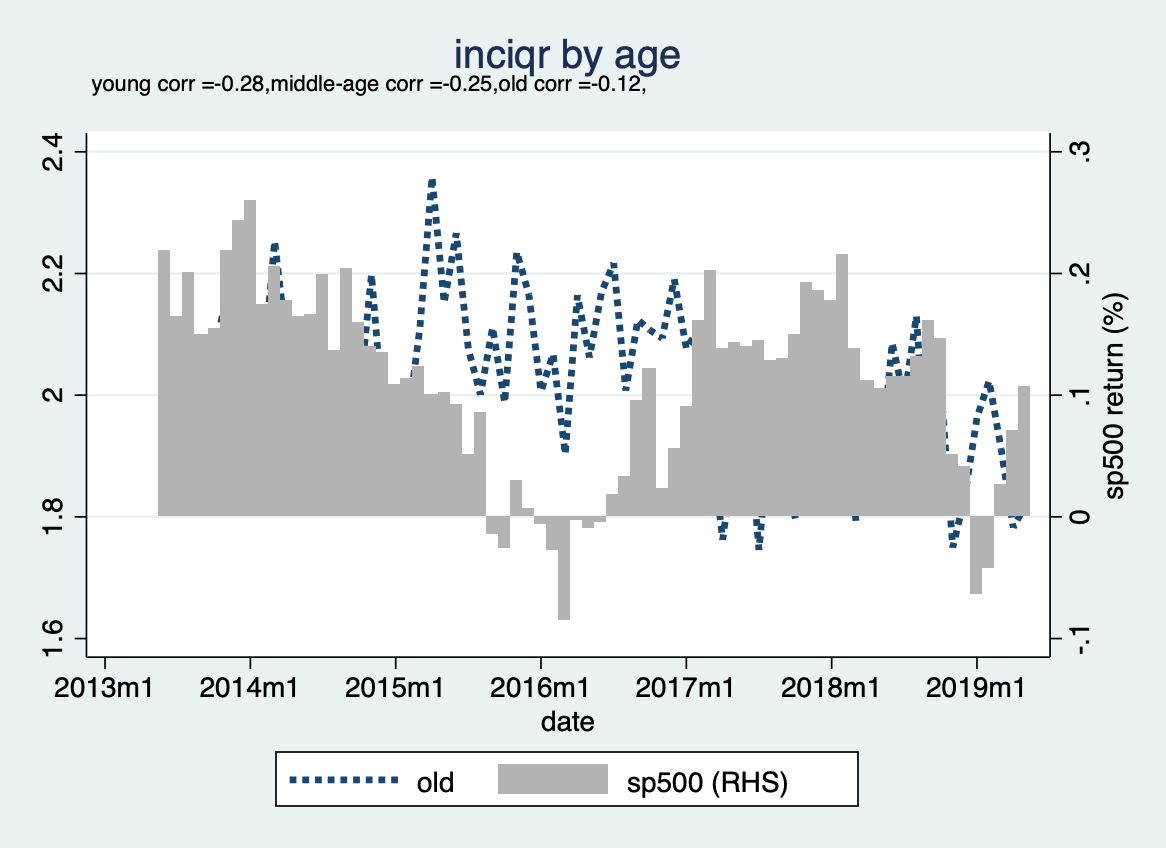 inciqr by age
young corr =-0.28,middle-age corr =-0.25,old corr =-0.12,
2.4
2.2
2
1.8
1.6
.3
.2
.1
0
-.1
sp500 return (%)
2013m1 2014m1 2015m1 2016m1 2017m1 2018m1 2019m1
date
old sp500 (RHS)